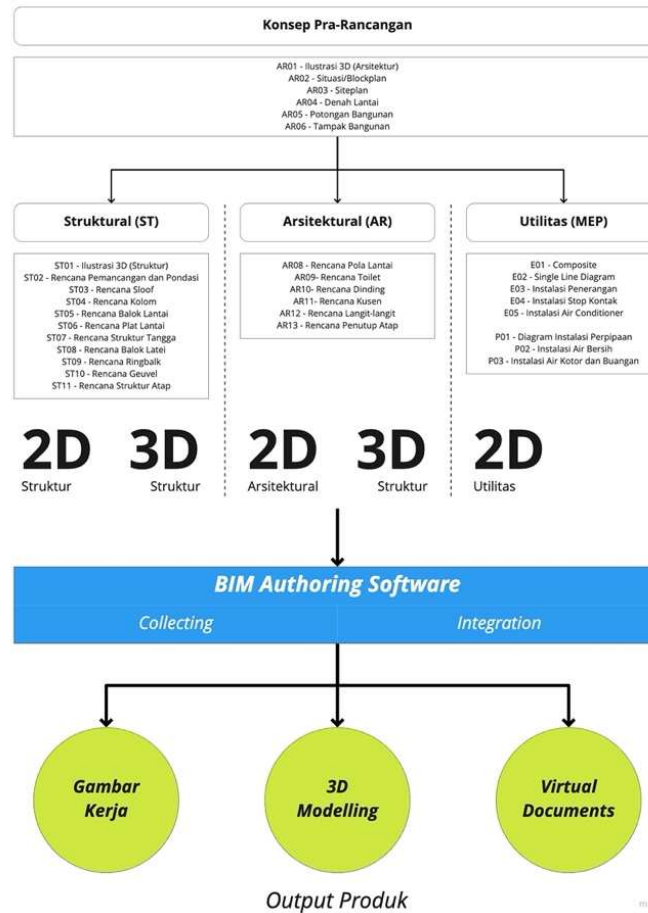 Konsep Pra-Rancangan
AR01 - Ilustrasi 3D (Arsitektur)
AR02 - Situasi/Blockplan
AR03 - Siteplan
AR04 - Denah Lantai
AR05 - Potongan Bangunan
AR06 - Tampak Bangunan
Struktural (ST)
ST01 - Ilustrasi 3D (Struktur)
ST02 - Rencana Pemancangan dan Pondasi
ST03 - Rencana Sloof
ST04 - Rencana Kolom
ST05 - Rencana Balok Lantai
ST06 - Rencana Plat Lantai
ST07 - Rencana Struktur Tangga
ST08 - Rencana Balok Latei
ST09 - Rencana Ringbalk
ST10 - Rencana Geuvel
ST11 - Rencana Struktur Atap
2D
Struktur
3D
Struktur
Arsitektural (AR)
AR08 - Rencana Pola Lantai
AR09- Rencana Toilet
AR10- Rencana Dinding
AR11- Rencana Kusen
AR12 - Rencana Langit-langit
AR13 - Rencana Penutup Atap
2D
Arsitektural
3D
Struktur
Utilitas (MEP)
E01 - Composite
E02 - Single Line Diagram
E03 - Instalasi Penerangan
E04 - Instalasi Stop Kontak
E05 - Instalasi Air Conditioner
P01 - Diagram Instalasi Perpipaan
P02 - Instalasi Air Bersih
P03 - Instalasi Air Kotor dan Buangan
2D
Utilitas
BIM Authoring Software
Collecting
Integration
Gambar
Kerja
3D
Modelling
Virtual
Documents
Output Produk